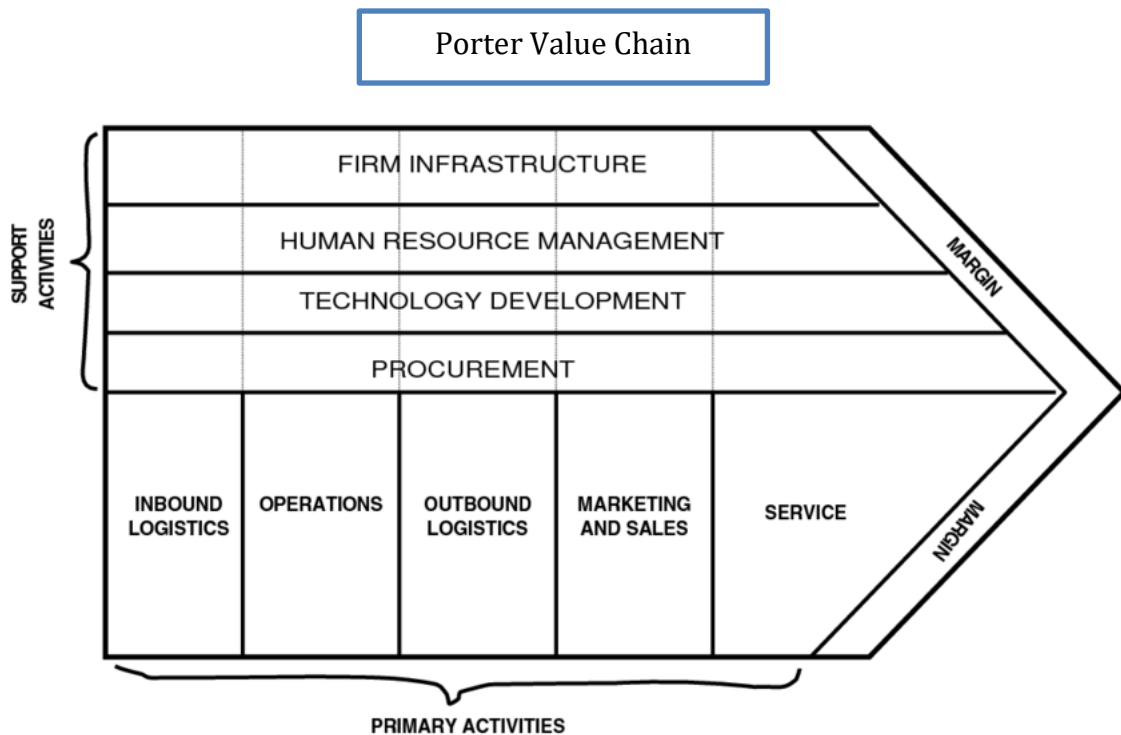 Porter Value Chain
SUPPORT
ACTIVITIES
FIRM INFRASTRUCTURE
HUMAN RESOURCE MANAGEMENT
TECHNOLOGY DEVELOPMENT
PROCUREMENT
MARGIN
INBOUND
LOGISTICS
OPERATIONS
OUTBOUND
LOGISTICS
MARKETING
AND SALES
SERVICE
MARGIN
PRIMARY ACTIVITIES